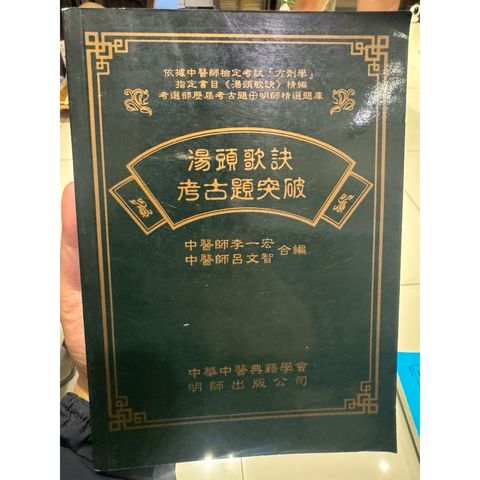 依據中醫師檢定考試「方劑學」
指定書目《湯頭歌訣》精編
考選部歷屆考古題㊉明師精選題庫
湯頭歌訣
考古題突破
中醫師李一宏
中醫師呂文智
合編
中華中醫典籍學會
明師出版公司